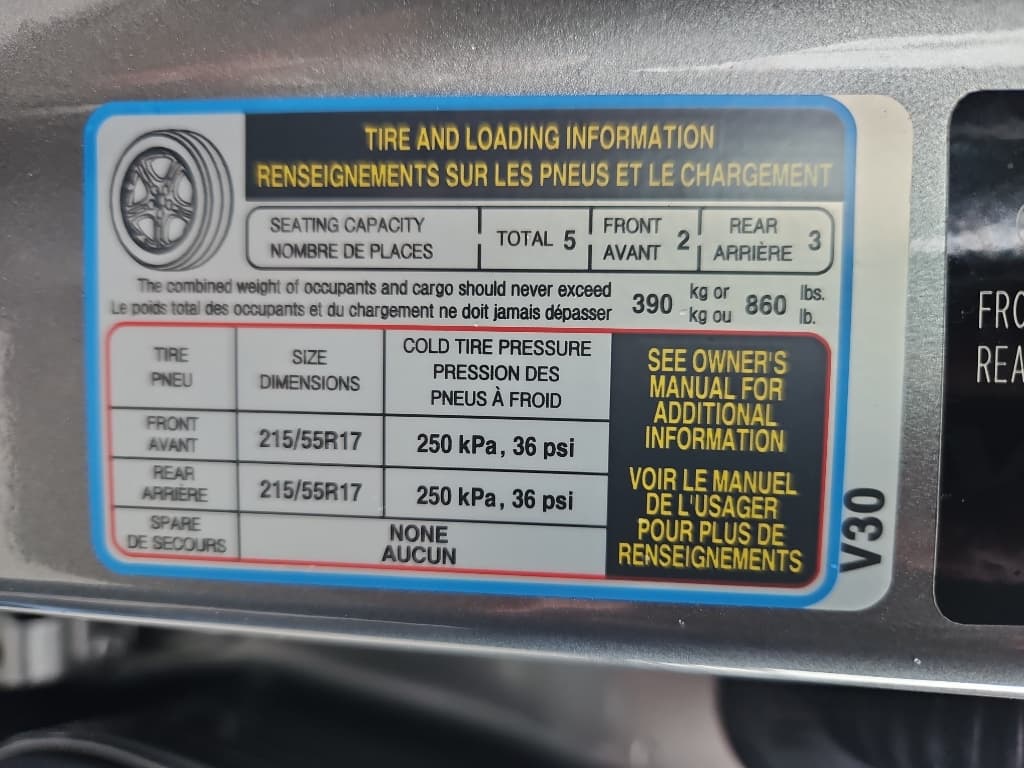 TIRE AND LOADING INFORMATION
RENSEIGNEMENTS SUR LES PNEUS ET LE CHARGEMENT
SEATING CAPACITY
NOMBRE DE PLACES
TOTAL 5
FRONT
AVANT
2
REAR
ARRIÈRE
3
The combined weight of occupants and cargo should never exceed
Le poids total des occupants et du chargement ne doit jamais dépasser
390 kg or 860 lbs.
kg ou lb.
TIRE
PNEU
SIZE
DIMENSIONS
COLD TIRE PRESSURE
PRESSION DES
PNEUS À FROID
FRONT
AVANT
215/55R17
250 kPa, 36 psi
REAR
ARRIÈRE
215/55R17
250 kPa, 36 psi
SPARE
DE SECOURS
NONE
AUCUN
SEE OWNER'S
MANUAL FOR
ADDITIONAL
INFORMATION
VOIR LE MANUEL
DE L'USAGER
POUR PLUS DE
RENSEIGNEMENTS
V30